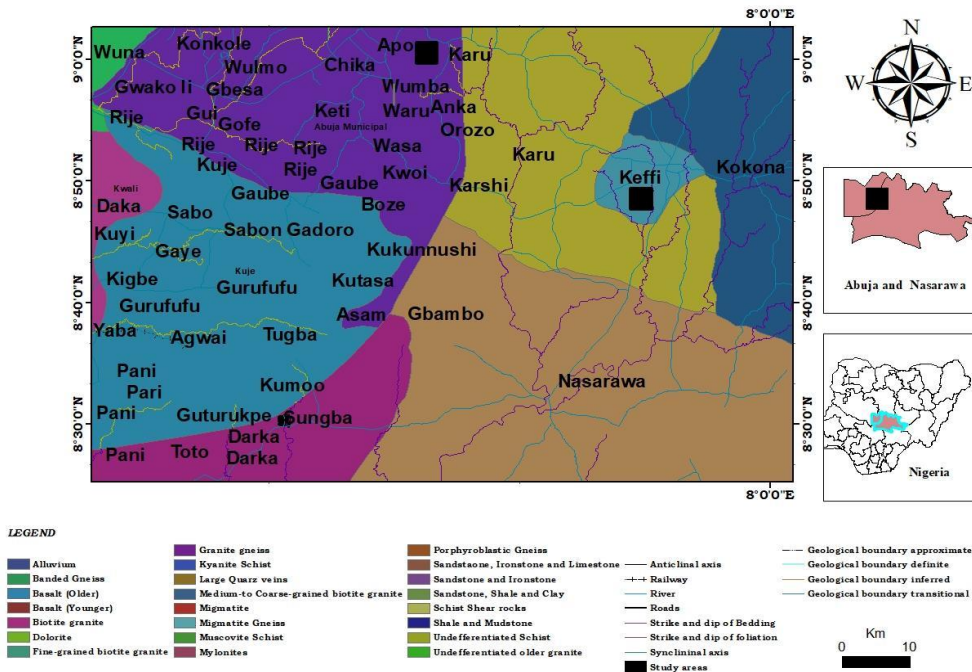 8°0'0"E
N
W E
S
9°0'0"N
8°50'0"N
8°40'0"N
8°30'0"N
Wuna
Konkole
Apo
Karu
Wulmo
Chika
Gwako li
Gbesa
Wumba
Rije
Gui
Gofe
Keti
Waru
Anka
Abuja Municipal
Orozo
Rije
Rije
Rije
Wasa
Karu
Kuje
Rije
Kwoi
Keffi
Kokona
Kwali
Gaube
Gaube
Karshi
Daka
Sabo
Boze
Kuyi
Sabon Gadoro
Gaye
Kukunnushi
Kigbe
Kuje
Gurufufu
Kutasa
Gurufufu
Asam
Gbambo
Yaba
Agwai
Tugba
Pani
Pari
Kumoo
Nasarawa
Pani
Guturukpe
Sungba
Darka
Pani
Toto
Darka
8°0'0"E
Abuja and Nasarawa
Nigeria
LEGEND
Alluvium
Banded Gneiss
Basalt (Older)
Basalt (Younger)
Biotite granite
Dolorite
Fine-grained biotite granite
Granite gneiss
Kyanite Schist
Large Quarz veins
Medium-to Coarse-grained biotite granite
Migmatite
Migmatite Gneiss
Muscovite Schist
Mylonites
Porphyroblastic Gneiss
Sandstaone, Ironstone and Limestone
Sandstone and Ironstone
Sandstone, Shale and Clay
Schist Shear rocks
Shale and Mudstone
Undefferentiated Schist
Undefferentiated older granite
Anticlinal axis
Railway
River
Roads
Strike and dip of Bedding
Strike and dip of foliation
Synclininal axis
Study areas
Geological boundary approximate
Geological boundary definite
Geological boundary inferred
Geological boundary transitional
Km
0 10